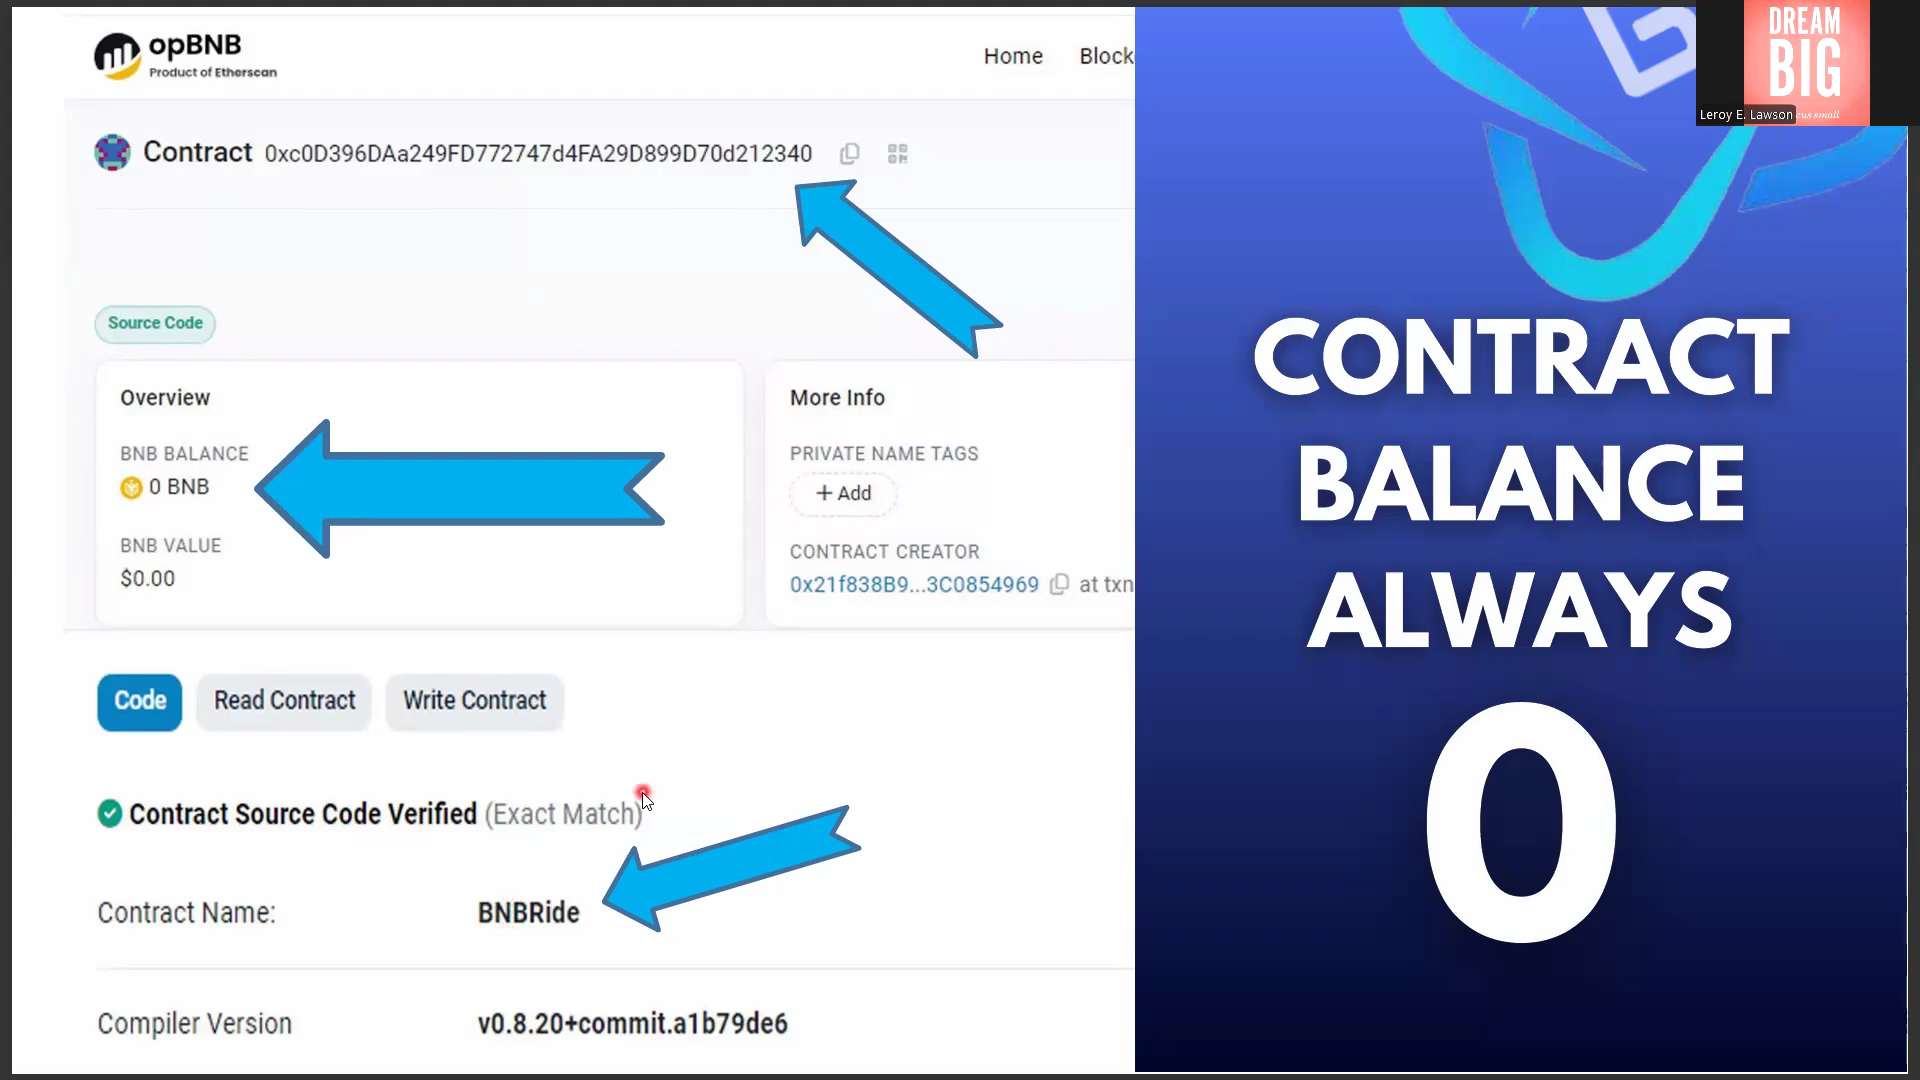 opBNB
Product of Etherscan
Home
Contract 0xc0D396DAa249FD772747d4FA29D899D70d212340
Source Code
Overview
BNB BALANCE
0 BNB
BNB VALUE
$0.00
More Info
PRIVATE NAME TAGS
+ Add
CONTRACT CREATOR
0x21f838B9...3C0854969 at txn
Code Read Contract Write Contract
Contract Source Code Verified (Exact Match)
Contract Name: BNBRide
Compiler Version v0.8.20+commit.a1b79de6
CONTRACT
BALANCE
ALWAYS
0
DREAM
BIG
Leroy E. Lawson
small